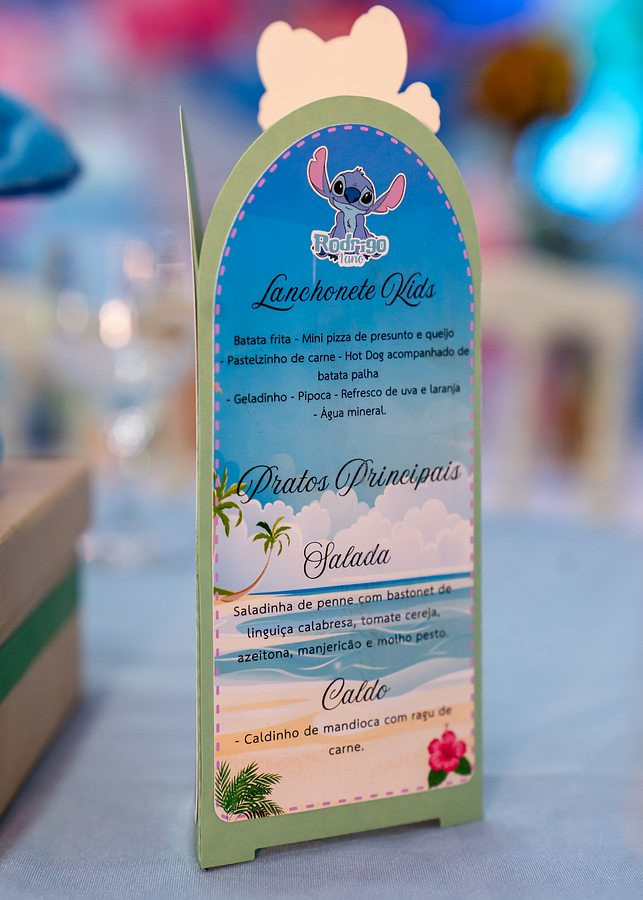 Rodrigo
1 ano
Lanchonete Kids
Batata frita - Mini pizza de presunto e queijo
- Pastelzinho de carne - Hot Dog acompanhado de
batata palha
- Geladinho - Pipoca - Refresco de uva e laranja
- Água mineral.
Pratos Principais
Salada
Saladinha de penne com bastonet de
linguiça calabresa, tomate cereja,
azeitona, manjericão e molho pesto.
Caldo
- Caldinho de mandioca com ragu de
carne.